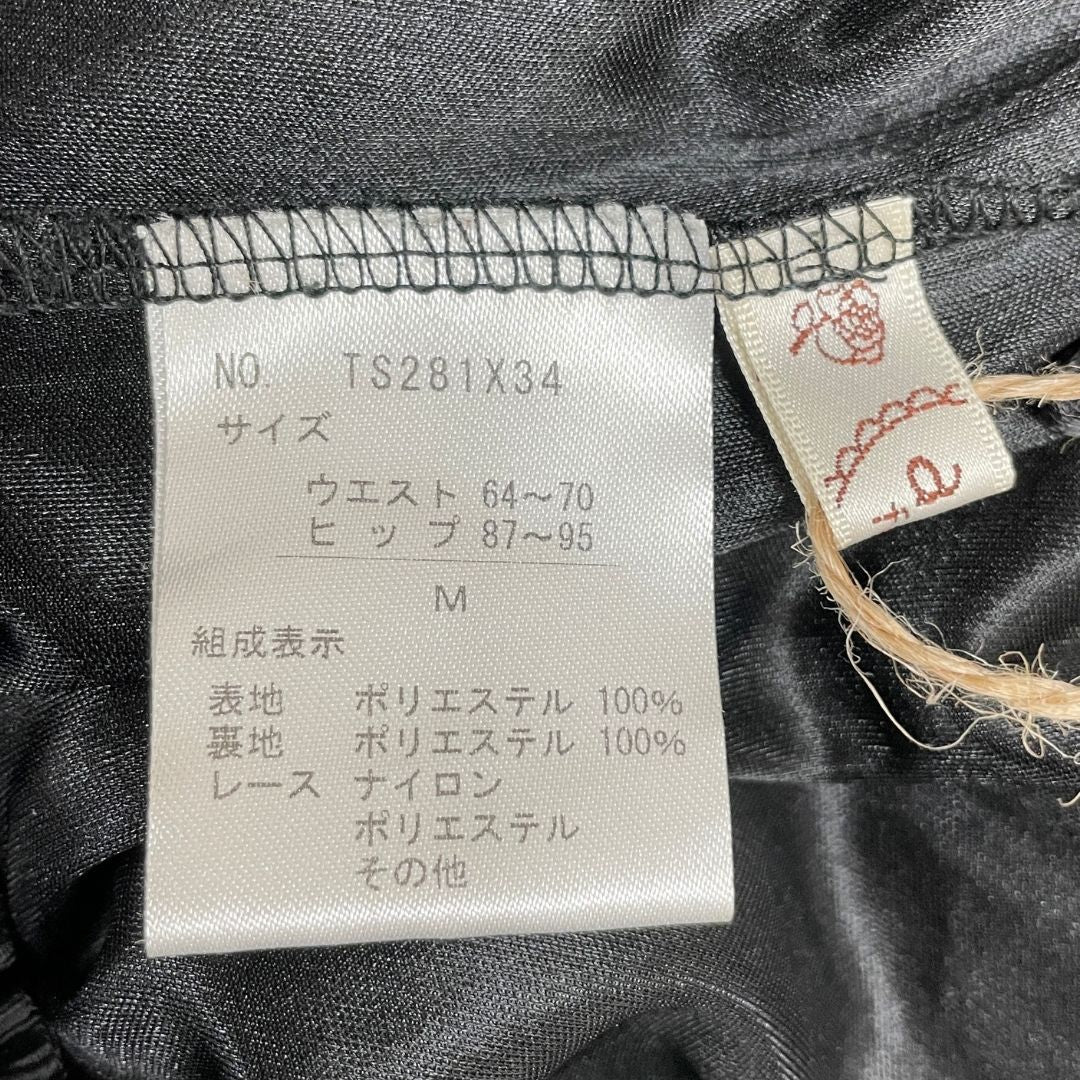 NO. TS281X34
サイズ
ウエスト 64〜70
ヒップ 87〜95
M
組成表示
表地 ポリエステル 100%
裏地 ポリエステル 100%
レース ナイロン
ポリエステル
その他